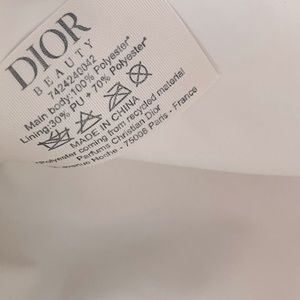 DIOR
BEAUTY
7424240042
Main body:100% Polyester*
Lining:30% PU + 70% Polyester*
MADE IN CHINA
*Polyester coming from recycled material
Parfums Christian Dior
Hoche - 75008 Paris - France